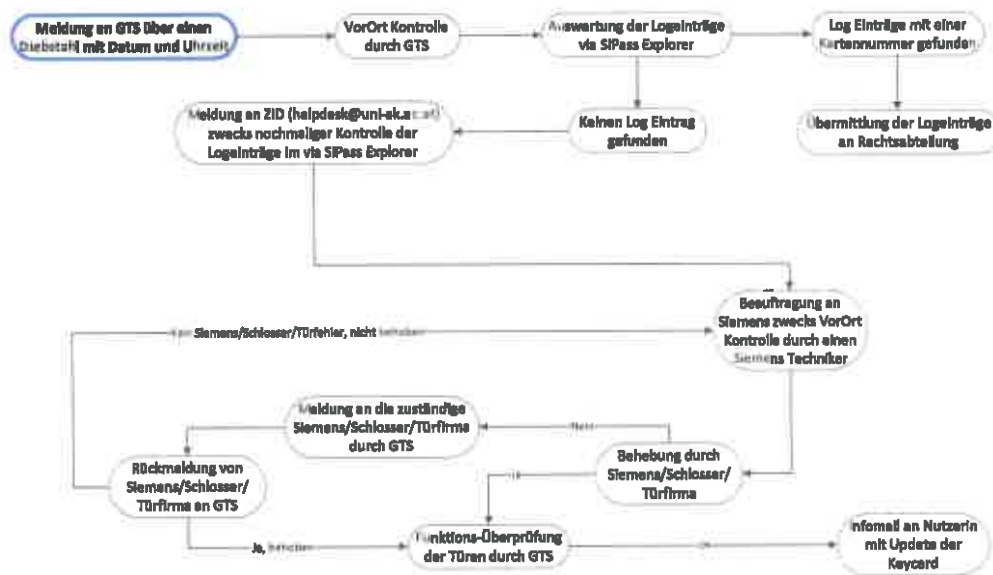 Meldung an GTS über einen
Diebstahl mit Datum und Uhrzeit
VorOrt Kontrolle
durch GTS
Auswertung der Logeinträge
via SiPass Explorer
Log Einträge mit einer
Kartennummer gefunden
Meldung an ZID (helpdesk@uni-ak.ac.at)
zwecks nochmaliger Kontrolle der
Logeinträge im via SiPass Explorer
Keinen Log Eintrag
gefunden
Übermittlung der Logeinträge
an Rechtsabteilung
Beauftragung an
Siemens zwecks VorOrt
Kontrolle durch einen
Siemens Techniker
Siemens/Schlosser/Türfehler, nicht behoben
Meldung an die zuständige
Siemens/Schlosser/Türfirma
durch GTS
Nein
Behebung durch
Siemens/Schlosser/
Türfirma
Rückmeldung von
Siemens/Schlosser/
Türfirma an GTS
Ja, behoben
Funktions-Überprüfung
der Türen durch GTS
Infomail an NutzerIn
mit Update der
Keycard